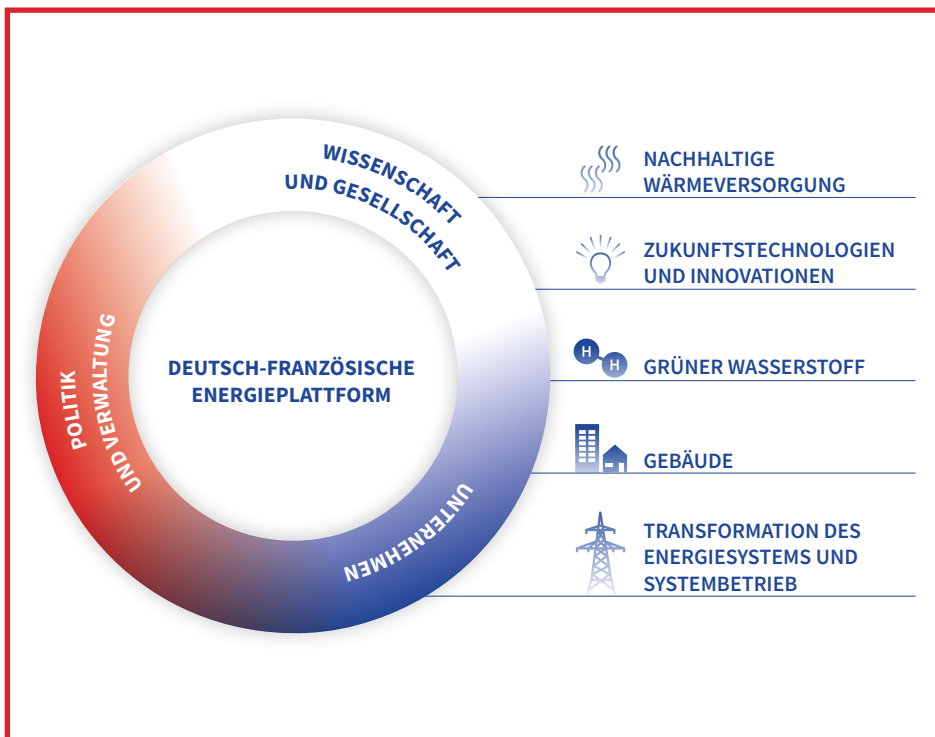 WISSENSCHAFT
UND GESELLSCHAFT
POLITIK
UND VERWALTUNG
UNTERNEHMEN
DEUTSCH-FRANZÖSISCHE
ENERGIEPLATTFORM
NACHHALTIGE
WÄRMEVERSORGUNG
ZUKUNFTSTECHNOLOGIEN
UND INNOVATIONEN
H
H
GRÜNER WASSERSTOFF
GEBÄUDE
TRANSFORMATION DES
ENERGIESYSTEMS UND
SYSTEMBETRIEB